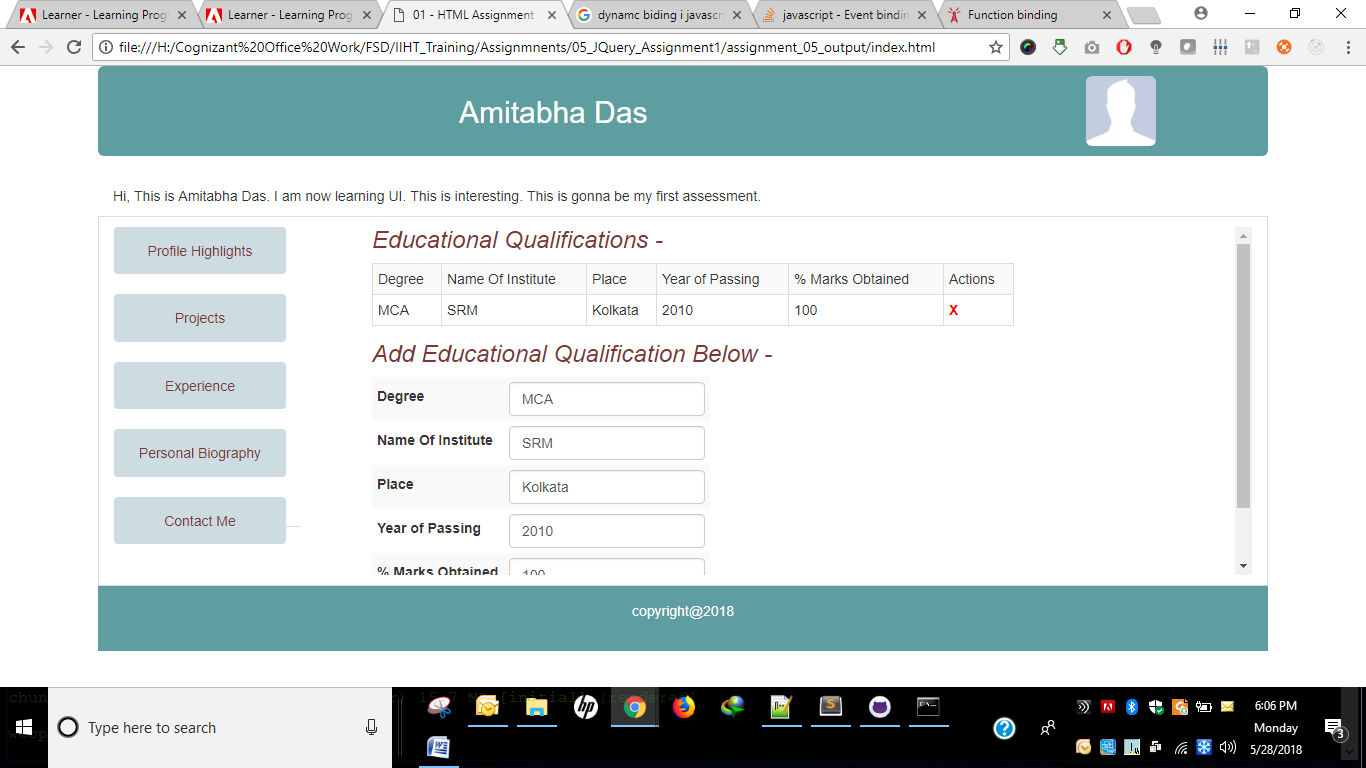 Learner - Learning Prog
Learner - Learning Prog
01 - HTML Assignment
dynamc biding i javascr
javascript - Event bindin
Function binding
file:///H:/Cognizant%20Office%20Work/FSD/IIHT_Training/Assignmnents/05_JQuery_Assignment1/assignment_05_output/index.html
Amitabha Das
Hi, This is Amitabha Das. I am now learning UI. This is interesting. This is gonna be my first assessment.
Profile Highlights
Projects
Experience
Personal Biography
Contact Me
Educational Qualifications -
Degree Name Of Institute Place Year of Passing % Marks Obtained Actions
MCA SRM Kolkata 2010 100 X
Add Educational Qualification Below -
Degree MCA
Name Of Institute SRM
Place Kolkata
Year of Passing 2010
% Marks Obtained 100
copyright@2018
Type here to search
6:06 PM
Monday
5/28/2018
3